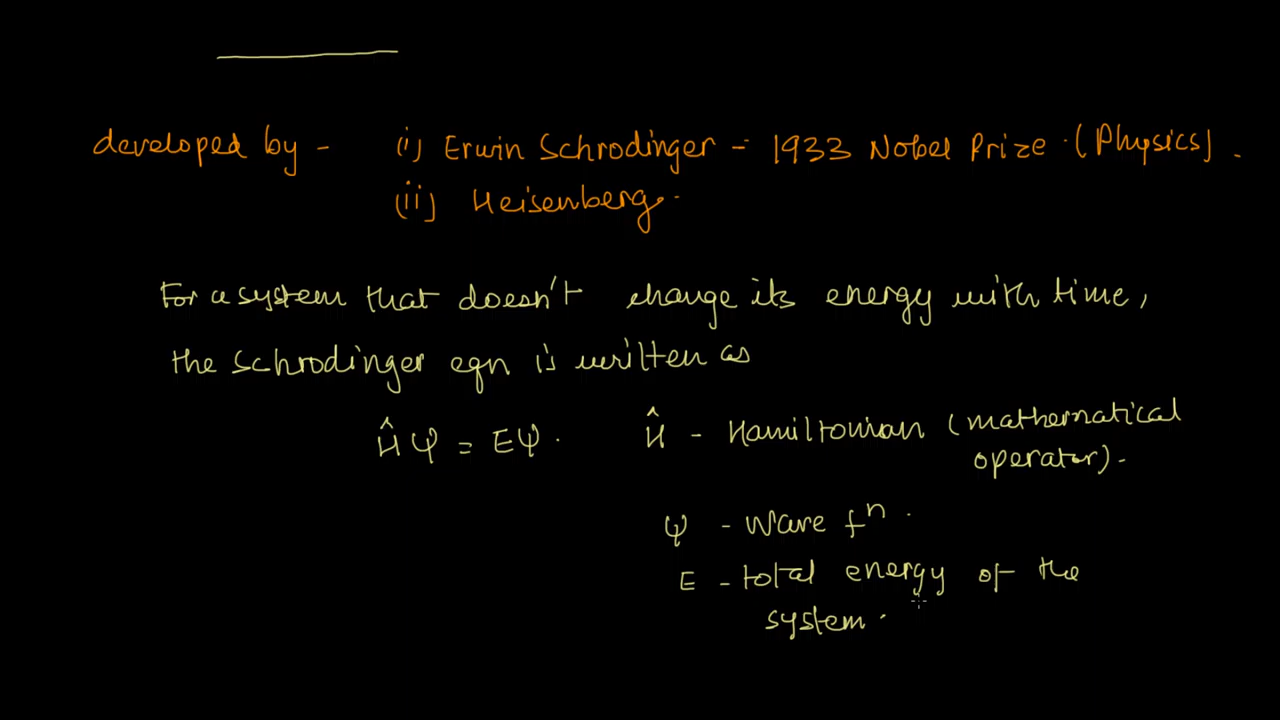 developed by - (i) Erwin Schrodinger - 1933 Nobel Prize (Physics).
(ii) Heisenberg.
For a system that doesn't change its energy with time,
the Schrodinger eqn is written as
Ĥψ = Eψ. Ĥ - Hamiltonian (mathematical
operator).
ψ - Wave fⁿ.
E - total energy of the
system.